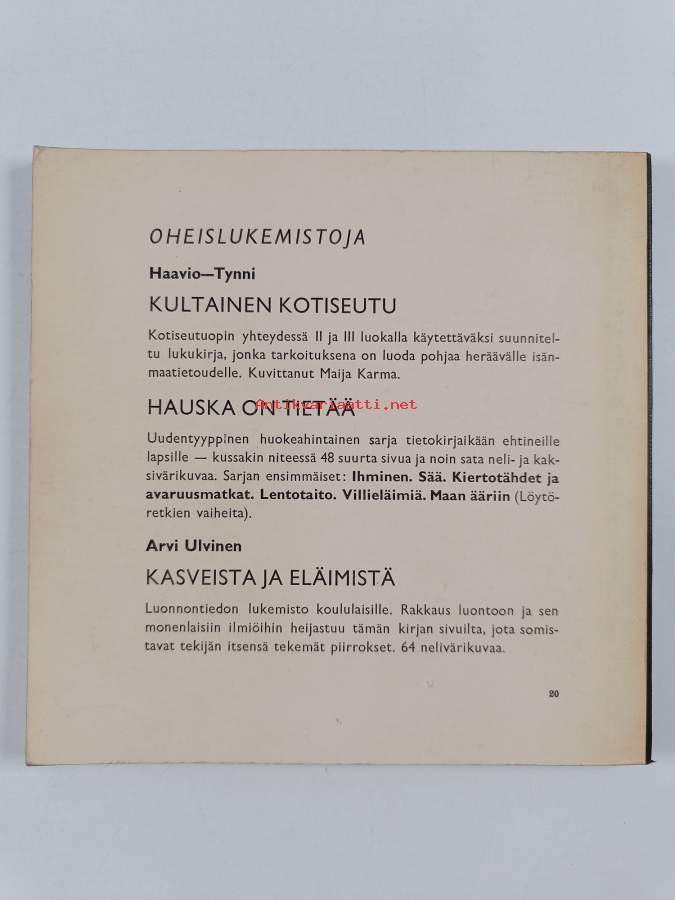 OHEISLUKEMISTOJA
Haavio—Tynni
KULTAINEN KOTISEUTU
Kotiseutuopin yhteydessä II ja III luokalla käytettäväksi suunnitel-
tu lukukirja, jonka tarkoituksena on luoda pohjaa heräävälle isän-
maatietoudelle. Kuvittanut Maija Karma.
HAUSKA ON TIETÄÄ
Antikvariaatti.net
Uudentyyppinen huokeahintainen sarja tietokirjaikään ehtineille
lapsille — kussakin niteessä 48 suurta sivua ja noin sata neli- ja kak-
sivärikuvaa. Sarjan ensimmäiset: Ihminen. Sää. Kiertotähdet ja
avaruusmatkat. Lentotaito. Villieläimiä. Maan ääriin (Löytö-
retkien vaiheita).
Arvi Ulvinen
KASVEISTA JA ELÄIMISTÄ
Luonnontiedon lukemisto koululaisille. Rakkaus luontoon ja sen
monenlaisiin ilmiöihin heijastuu tämän kirjan sivuilta, jota somis-
tavat tekijän itsensä tekemät piirrokset. 64 nelivärikuvaa.
20